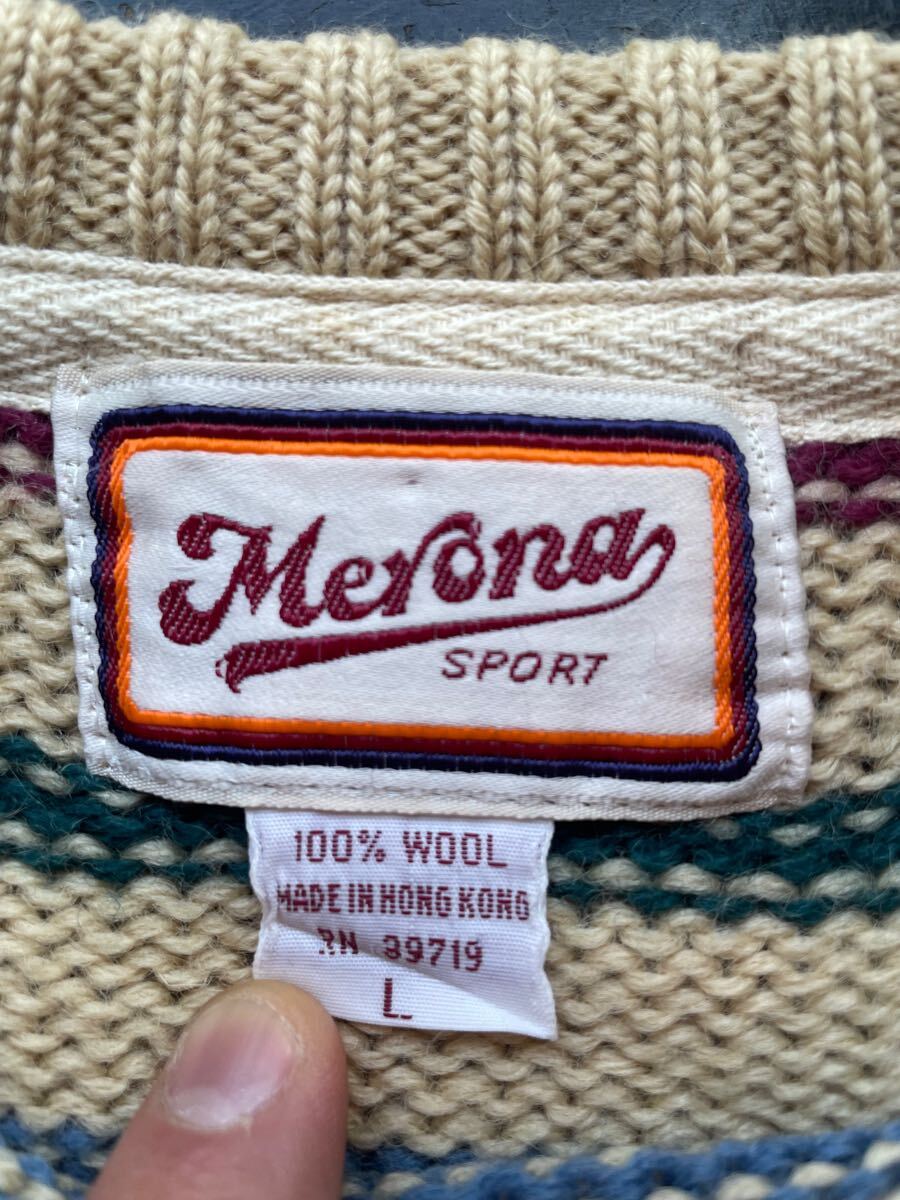 Merona
SPORT
100% WOOL
MADE IN HONG KONG
RN 39719
L